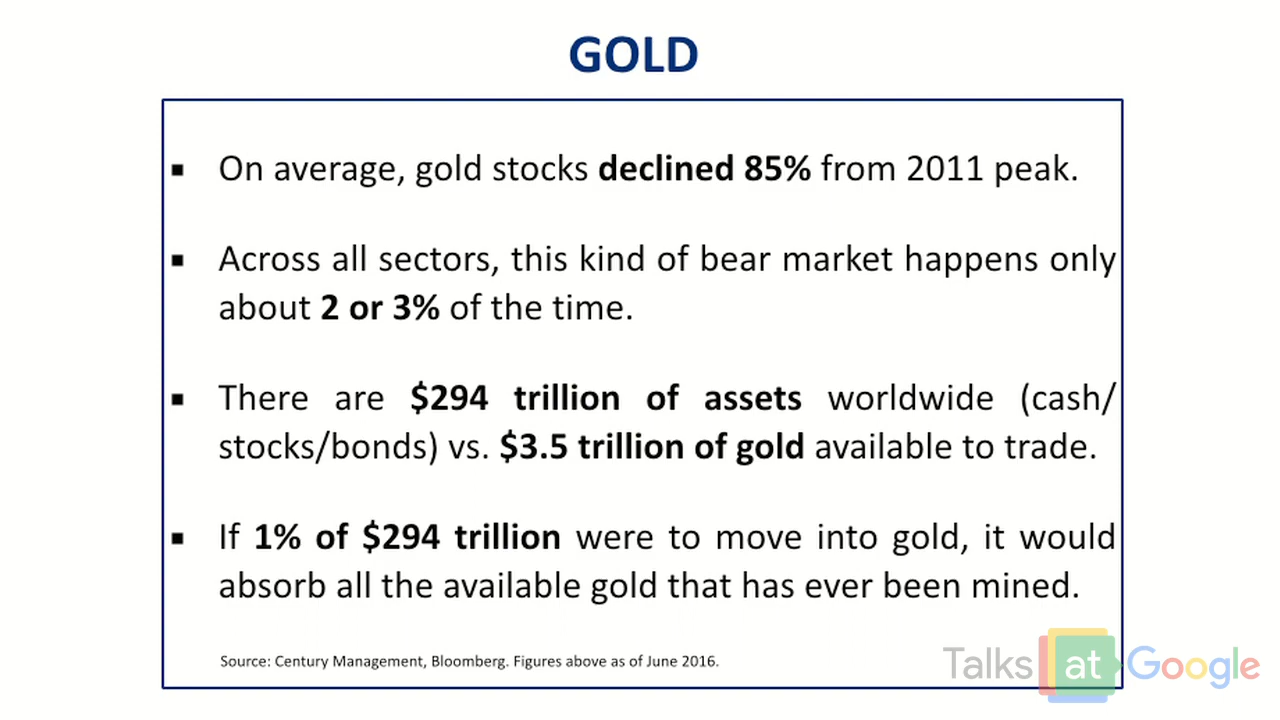 GOLD
▪ On average, gold stocks declined 85% from 2011 peak.
▪ Across all sectors, this kind of bear market happens only
about 2 or 3% of the time.
▪ There are $294 trillion of assets worldwide (cash/
stocks/bonds) vs. $3.5 trillion of gold available to trade.
▪ If 1% of $294 trillion were to move into gold, it would
absorb all the available gold that has ever been mined.
Source: Century Management, Bloomberg. Figures above as of June 2016.
Talks at Google